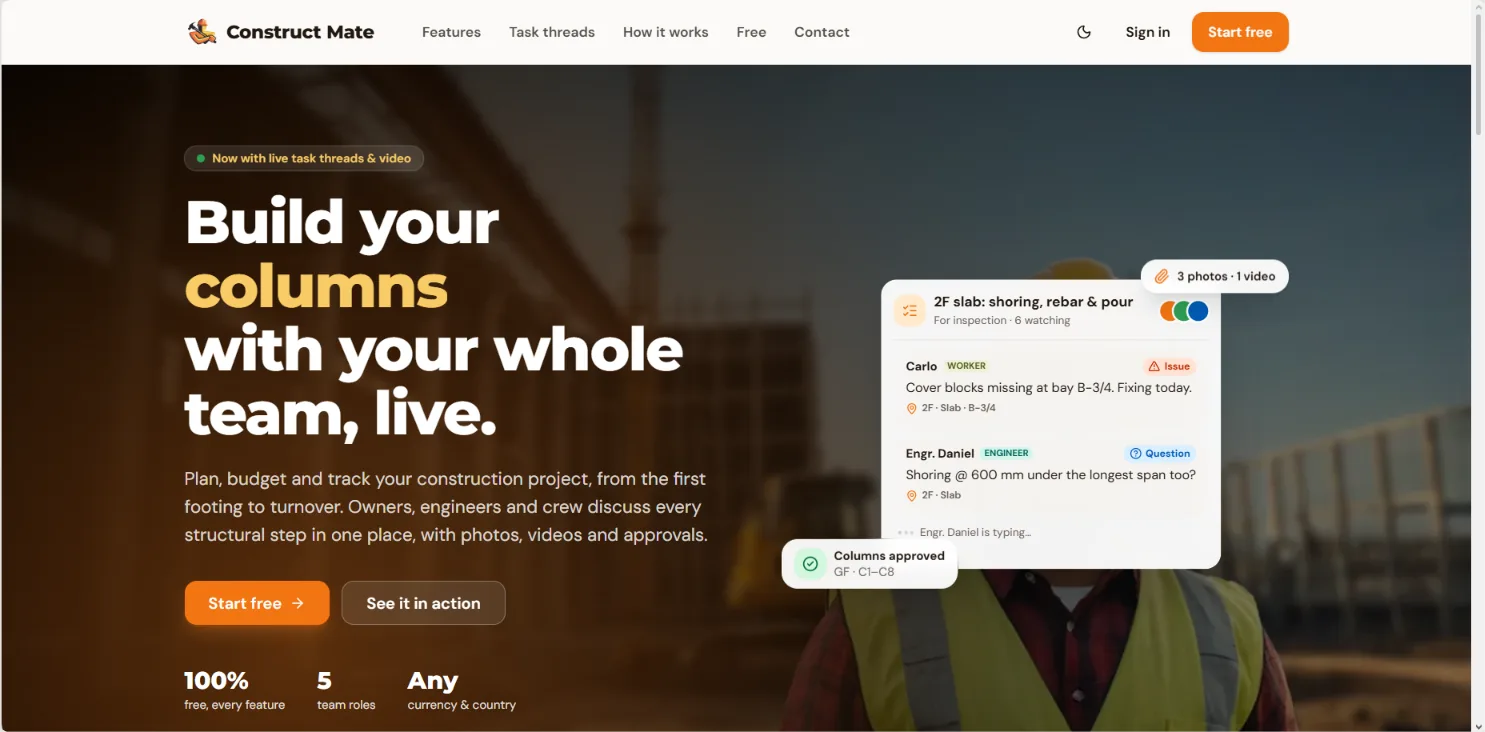 Construct Mate
Features
Task threads
How it works
Free
Contact
Sign in
Start free
Now with live task threads & video
Build your
columns
with your whole
team, live.
Plan, budget and track your construction project, from the first
footing to turnover. Owners, engineers and crew discuss every
structural step in one place, with photos, videos and approvals.
Start free →
See it in action
100%
free, every feature
5
team roles
Any
currency & country
3 photos · 1 video
2F slab: shoring, rebar & pour
For inspection · 6 watching
Carlo WORKER
Issue
Cover blocks missing at bay B-3/4. Fixing today.
2F · Slab · B-3/4
Engr. Daniel ENGINEER
Question
Shoring @ 600 mm under the longest span too?
2F · Slab
Engr. Daniel is typing...
Columns approved
GF · C1–C8